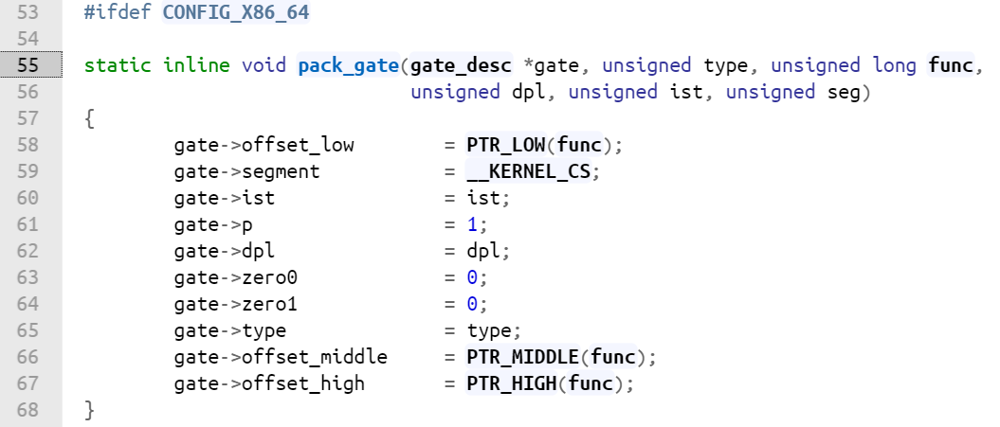 53 #ifdef CONFIG_X86_64
54
55 static inline void pack_gate(gate_desc *gate, unsigned type, unsigned long func,
56                              unsigned dpl, unsigned ist, unsigned seg)
57 {
58         gate->offset_low        = PTR_LOW(func);
59         gate->segment           = __KERNEL_CS;
60         gate->ist               = ist;
61         gate->p                 = 1;
62         gate->dpl               = dpl;
63         gate->zero0             = 0;
64         gate->zero1             = 0;
65         gate->type              = type;
66         gate->offset_middle     = PTR_MIDDLE(func);
67         gate->offset_high       = PTR_HIGH(func);
68 }